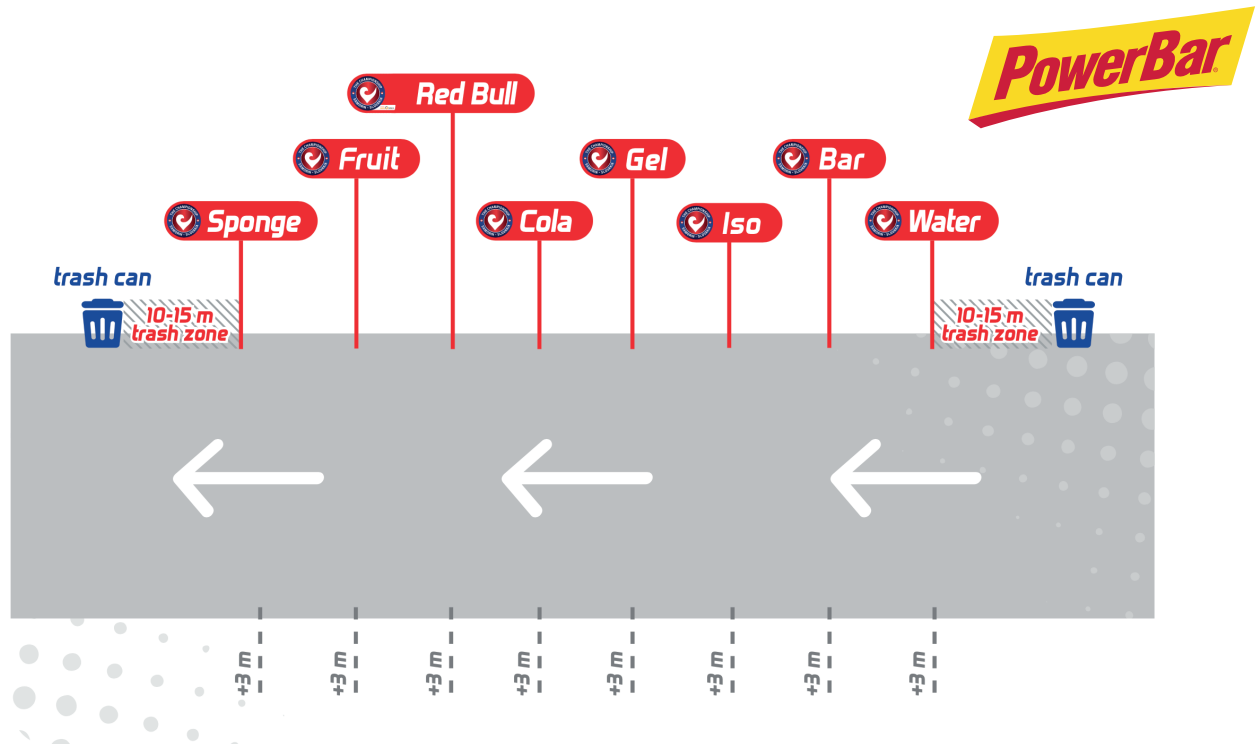 PowerBar
Red Bull
Fruit
Gel
Bar
Sponge
Cola
Iso
Water
trash can
trash can
10-15 m
trash zone
10-15 m
trash zone
+3 m
+3 m
+3 m
+3 m
+3 m
+3 m
+3 m
+3 m